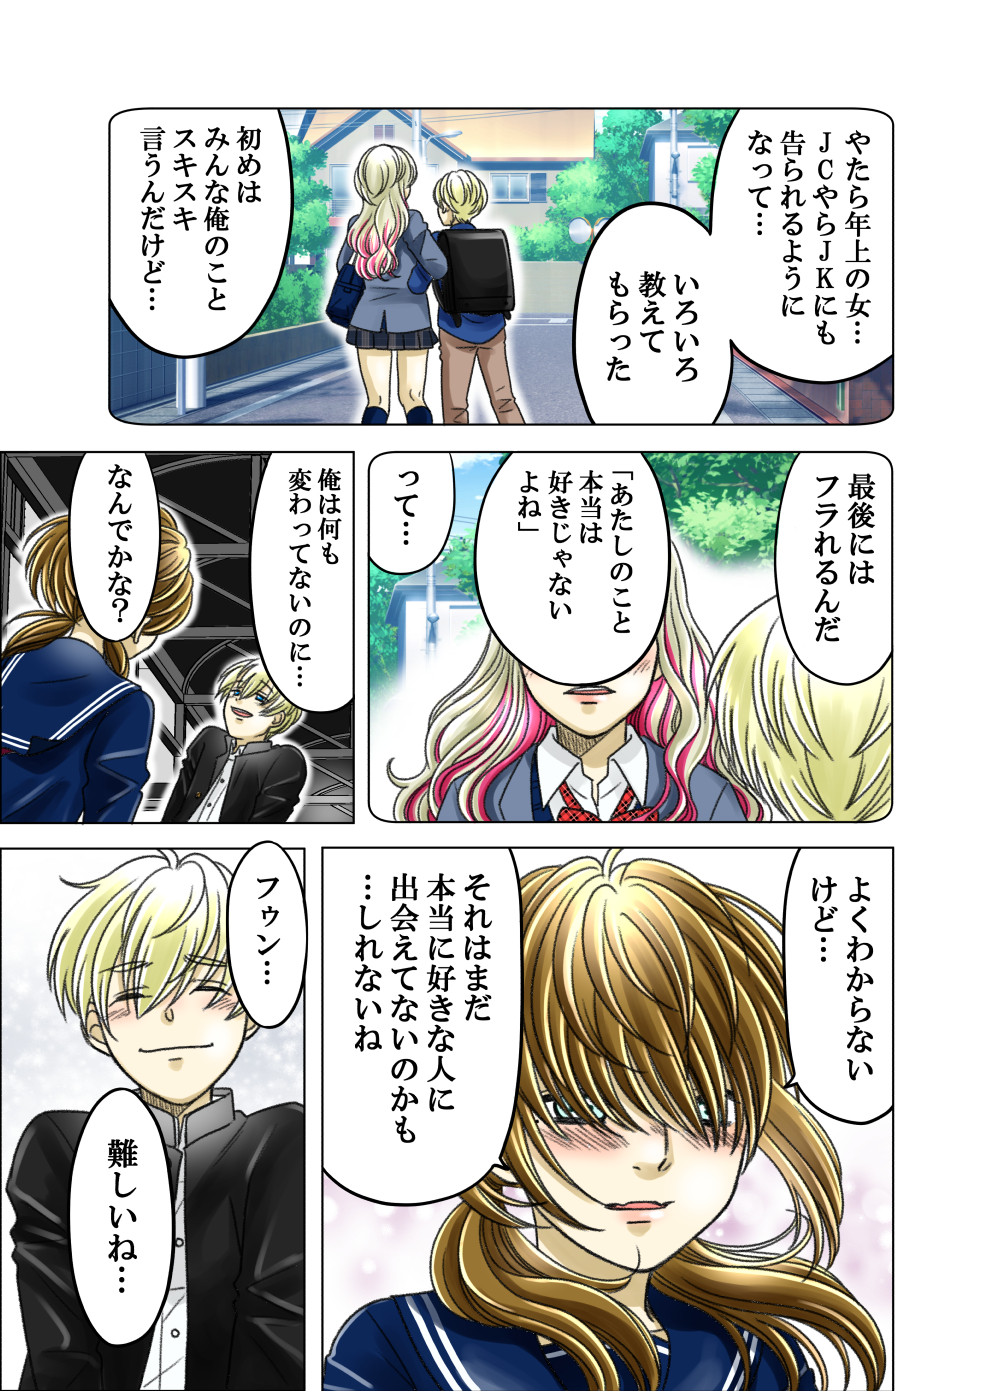 やたら年上の女…
JCやらJKにも
告られるように
なって…
いろいろ
教えて
もらった
初めは
みんな俺のこと
スキスキ
言うんだけど…
最後には
フラれるんだ
「あたしのこと
本当は
好きじゃない
よね」
って…
俺は何も
変わってないのに…
なんでかな?
よくわからない
けど…
それはまだ
本当に好きな人に
出会えてないのかも
…しれないね
フゥン…
難しいね…